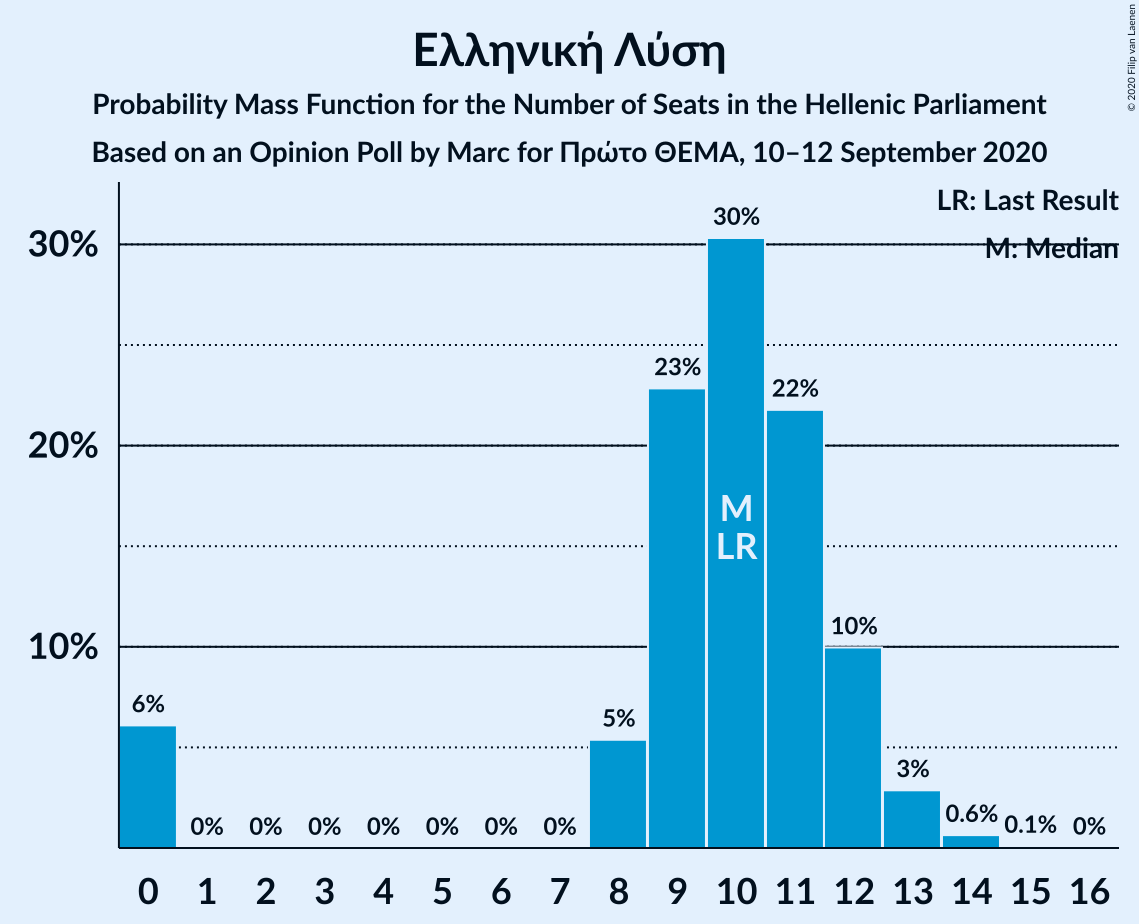 Ελληνική Λύση
Probability Mass Function for the Number of Seats in the Hellenic Parliament
Based on an Opinion Poll by Marc for Πρώτο ΘΕΜΑ, 10–12 September 2020
© 2020 Filip van Laenen
LR: Last Result
M: Median
30%
20%
10%
6%
0%
0%
0%
0%
0%
0%
0%
5%
23%
30%
22%
10%
3%
0.6%
0.1%
0%
M
LR
0 1 2 3 4 5 6 7 8 9 10 11 12 13 14 15 16